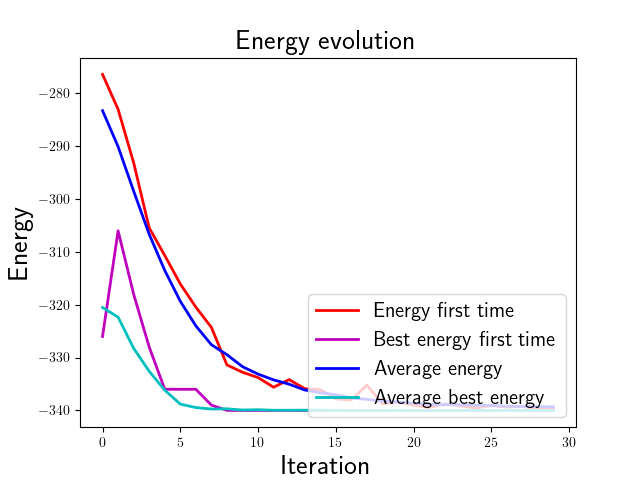 Energy evolution
Energy
−280
−290
−300
−310
−320
−330
−340
Energy first time
Best energy first time
Average energy
Average best energy
0 5 10 15 20 25 30
Iteration